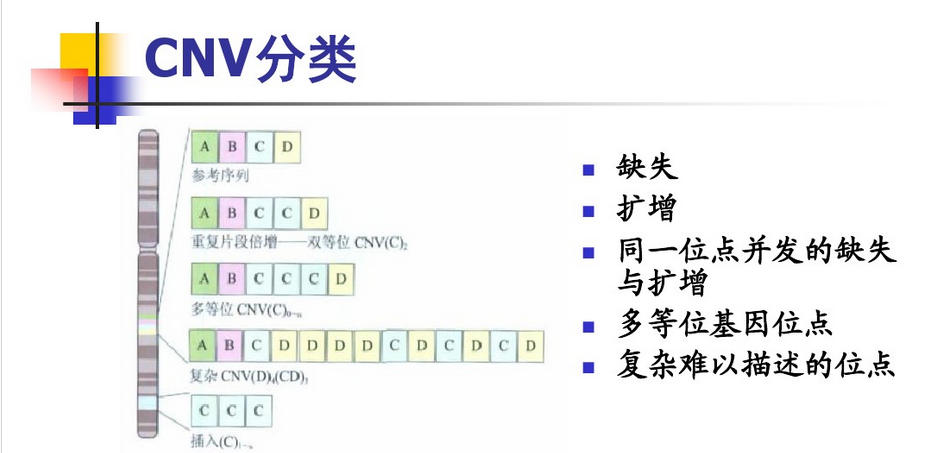 CNV分类
A B C D
参考序列
A B C C D
重复片段倍增——双等位 CNV(C)₂
A B C C C D
多等位 CNV(C)₀₋ₙ
A B C D D D D C D C D C D
复杂 CNV(D)₄(CD)₃
C C C
插入(C)₁₋ₙ
缺失
扩增
同一位点并发的缺失
与扩增
多等位基因位点
复杂难以描述的位点